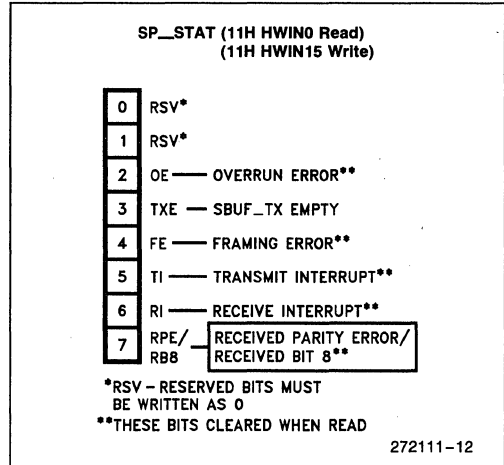 SP_STAT (11H HWIN0 Read)
(11H HWIN15 Write)
0 RSV*
1 RSV*
2 OE — OVERRUN ERROR**
3 TXE — SBUF_TX EMPTY
4 FE — FRAMING ERROR**
5 TI — TRANSMIT INTERRUPT**
6 RI — RECEIVE INTERRUPT**
7 RPE/ RECEIVED PARITY ERROR/
RB8 RECEIVED BIT 8**
*RSV – RESERVED BITS MUST
BE WRITTEN AS 0
**THESE BITS CLEARED WHEN READ
272111–12